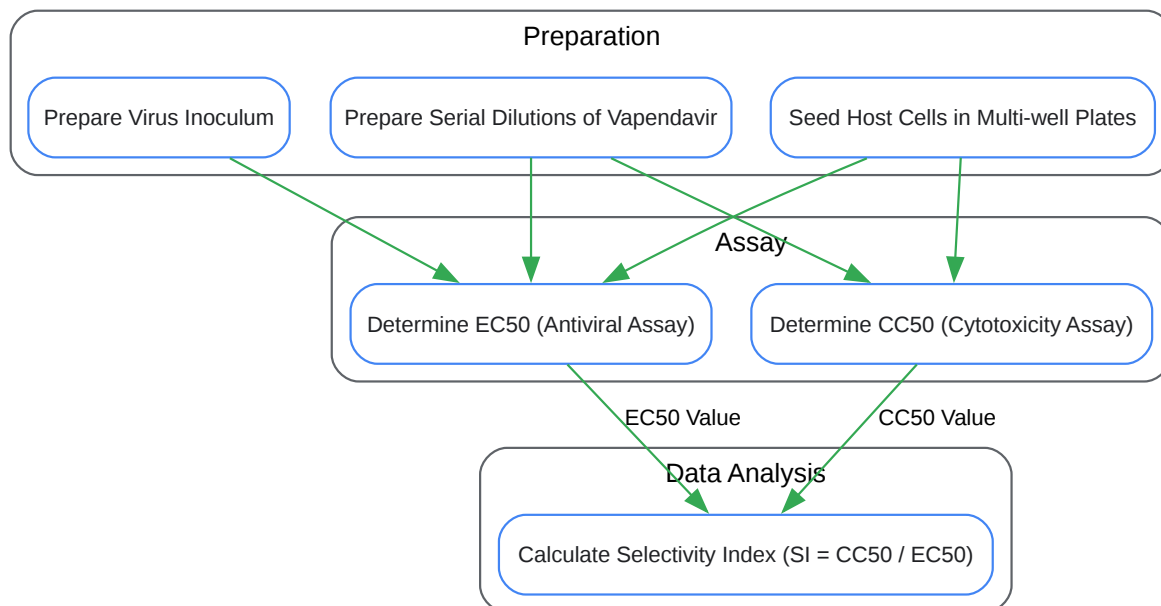 Preparation
Prepare Virus Inoculum
Prepare Serial Dilutions of Vapendavir
Seed Host Cells in Multi-well Plates
Assay
Determine EC50 (Antiviral Assay)
Determine CC50 (Cytotoxicity Assay)
EC50 Value
CC50 Value
Data Analysis
Calculate Selectivity Index (SI = CC50 / EC50)